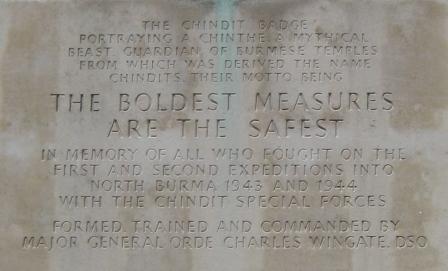 THE CHINDIT BADGE
PORTRAYING A CHINTHE, A MYTHICAL
BEAST, GUARDIAN OF BURMESE TEMPLES
FROM WHICH WAS DERIVED THE NAME
CHINDITS, THEIR MOTTO BEING
THE BOLDEST MEASURES
ARE THE SAFEST
IN MEMORY OF ALL WHO FOUGHT ON THE
FIRST AND SECOND EXPEDITIONS INTO
NORTH BURMA 1943 AND 1944
WITH THE CHINDIT SPECIAL FORCES
FORMED, TRAINED AND COMMANDED BY
MAJOR GENERAL ORDE CHARLES WINGATE, DSO